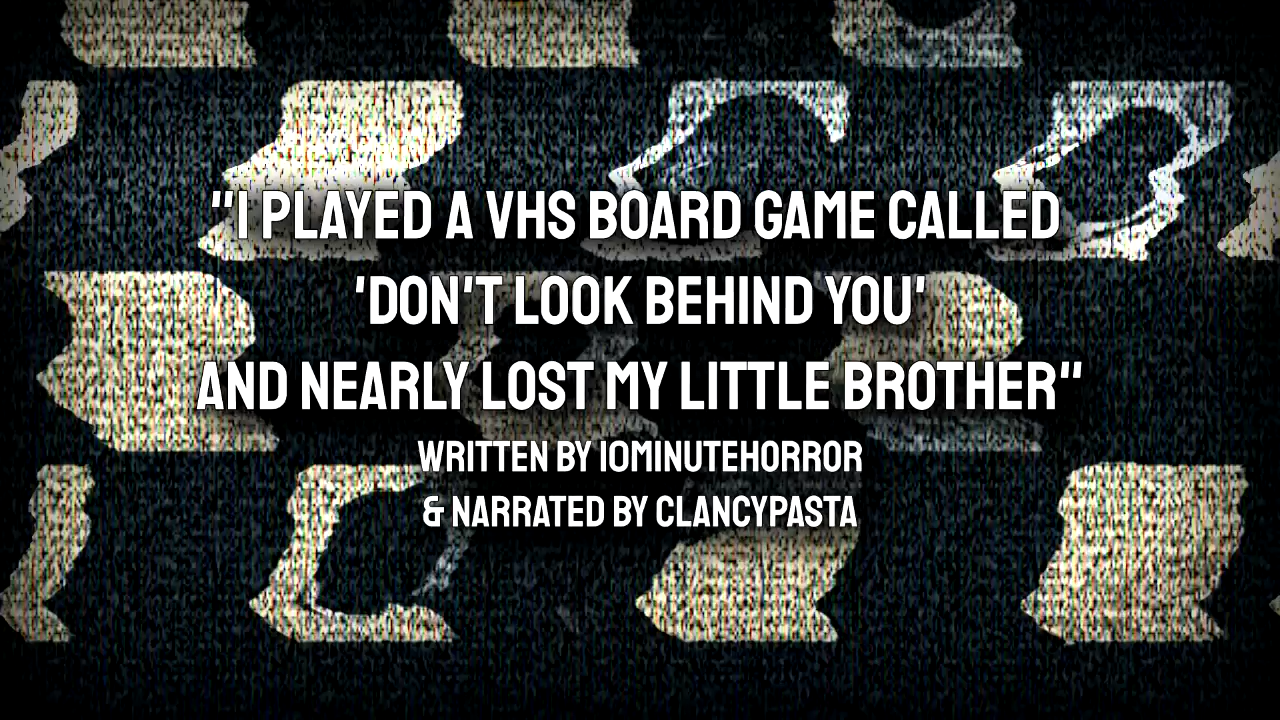 "I PLAYED A VHS BOARD GAME CALLED
'DON'T LOOK BEHIND YOU'
AND NEARLY LOST MY LITTLE BROTHER"
WRITTEN BY 10MINUTEHORROR
& NARRATED BY CLANCYPASTA